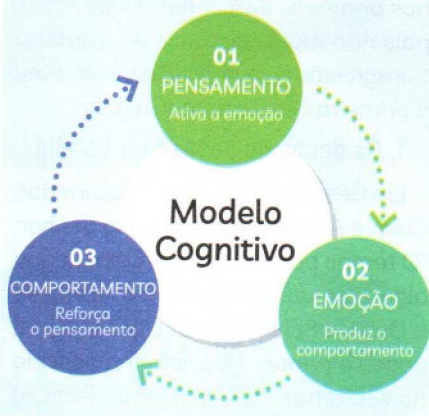 01
PENSAMENTO
Ativa a emoção
Modelo
Cognitivo
02
EMOÇÃO
Produz o
comportamento
03
COMPORTAMENTO
Reforça
o pensamento